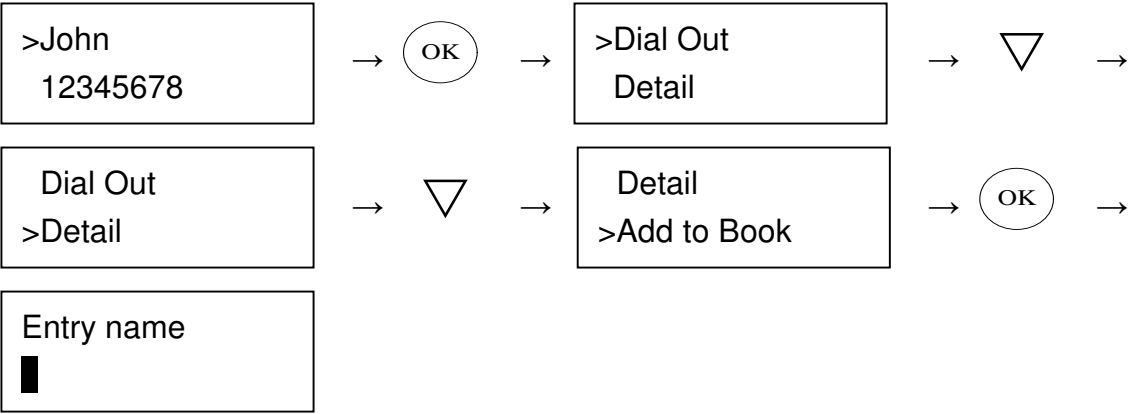 >John → OK → >Dial Out → ▽ →
12345678 Detail
Dial Out → ▽ → Detail → OK →
>Detail >Add to Book
Entry name